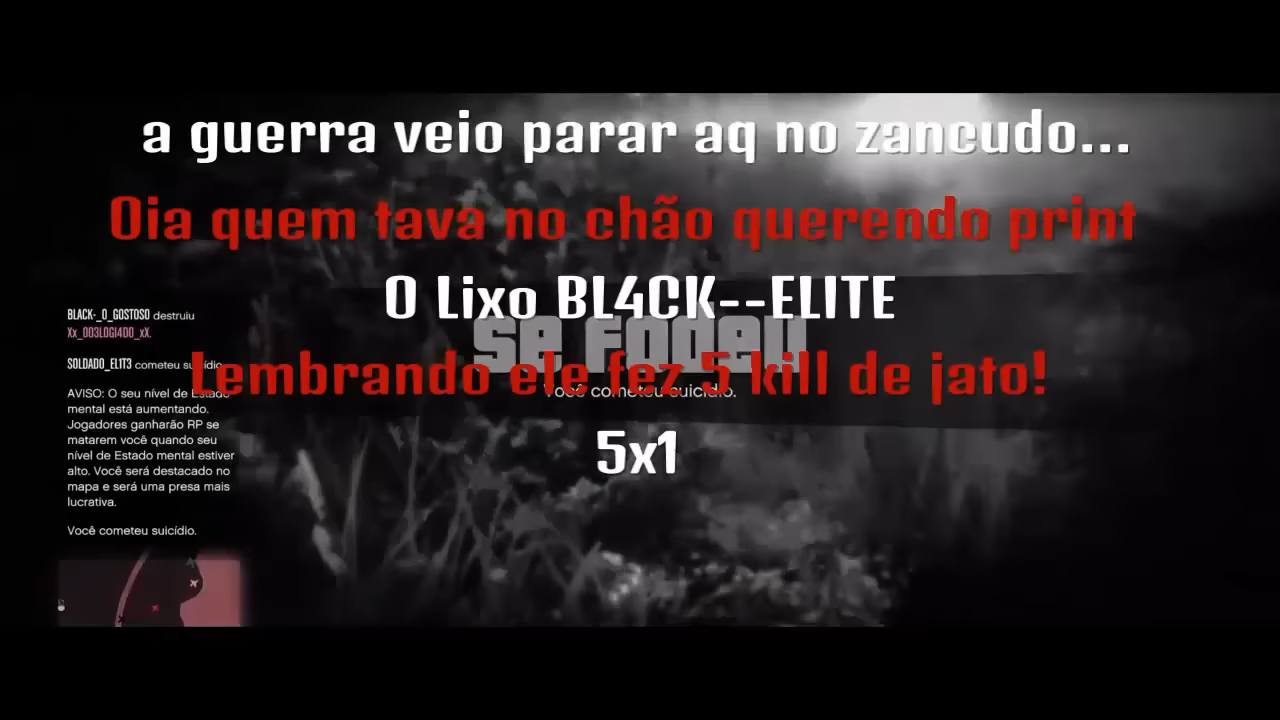 a guerra veio parar aq no zancudo...
Oia quem tava no chão querendo print
O Lixo BL4CK--ELITE
se fodeu
Lembrando ele fez 5 kill de jato!
Você cometeu suicídio.
5x1
BLACK-_O_GOSTOSO destruiu
Xx_OO3LOGI4DO_xX.
SOLDADO_EL1T3 cometeu suicídio.
AVISO: O seu nível de Estado
mental está aumentando.
Jogadores ganharão RP se
matarem você quando seu
nível de Estado mental estiver
alto. Você será destacado no
mapa e será uma presa mais
lucrativa.
Você cometeu suicídio.